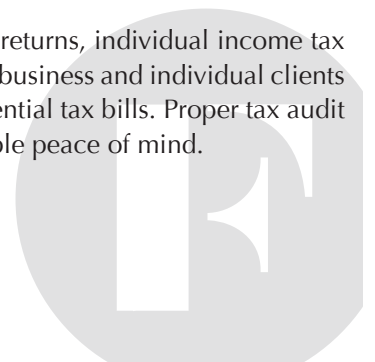 returns, individual income tax
business and individual clients
ential tax bills. Proper tax audit
ble peace of mind.
F